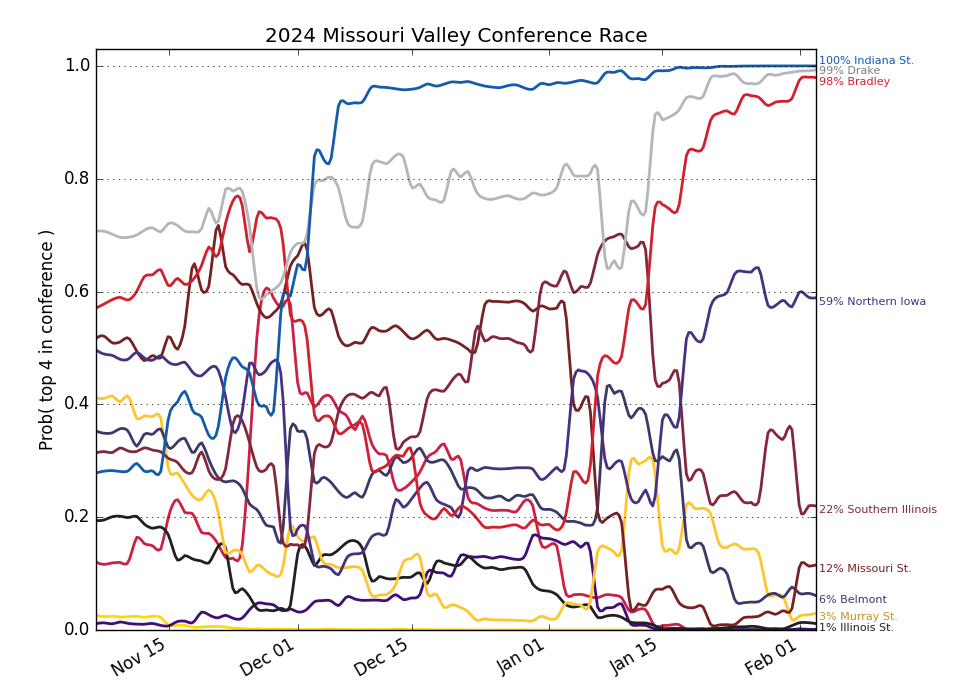 2024 Missouri Valley Conference Race
Prob( top 4 in conference )
1.0
0.8
0.6
0.4
0.2
0.0
Nov 15
Dec 01
Dec 15
Jan 01
Jan 15
Feb 01
100% Indiana St.
99% Drake
98% Bradley
59% Northern Iowa
22% Southern Illinois
12% Missouri St.
6% Belmont
3% Murray St.
1% Illinois St.